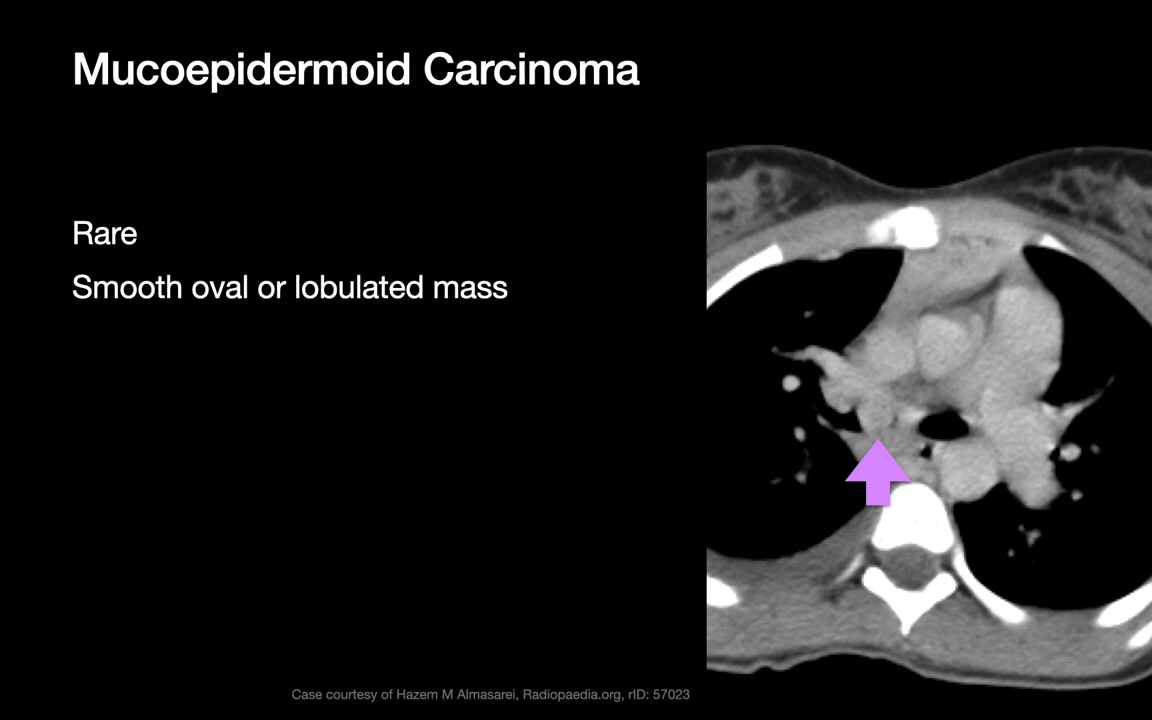 Mucoepidermoid Carcinoma
Rare
Smooth oval or lobulated mass
Case courtesy of Hazem M Almasarei, Radiopaedia.org, rID: 57023